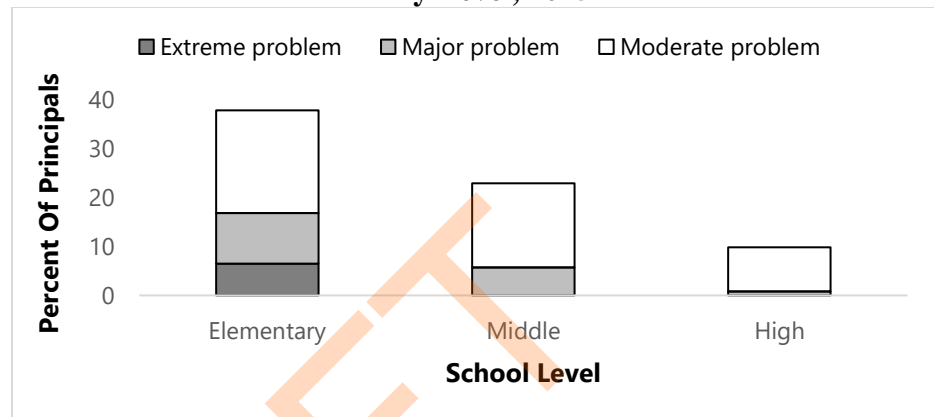 Extreme problem Major problem Moderate problem
Percent Of Principals
40
30
20
10
0
Elementary Middle High
School Level
FT